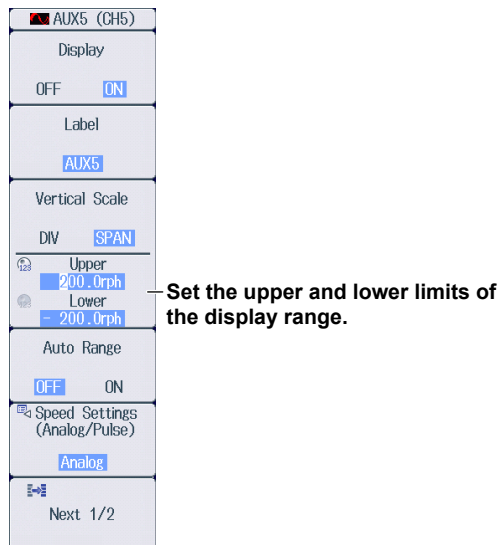 AUX5 (CH5)
Display
OFF ON
Label
AUX5
Vertical Scale
DIV SPAN
Upper
200.0rph
Lower
- 200.0rph
Set the upper and lower limits of
the display range.
Auto Range
OFF ON
Speed Settings
(Analog/Pulse)
Analog
Next 1/2